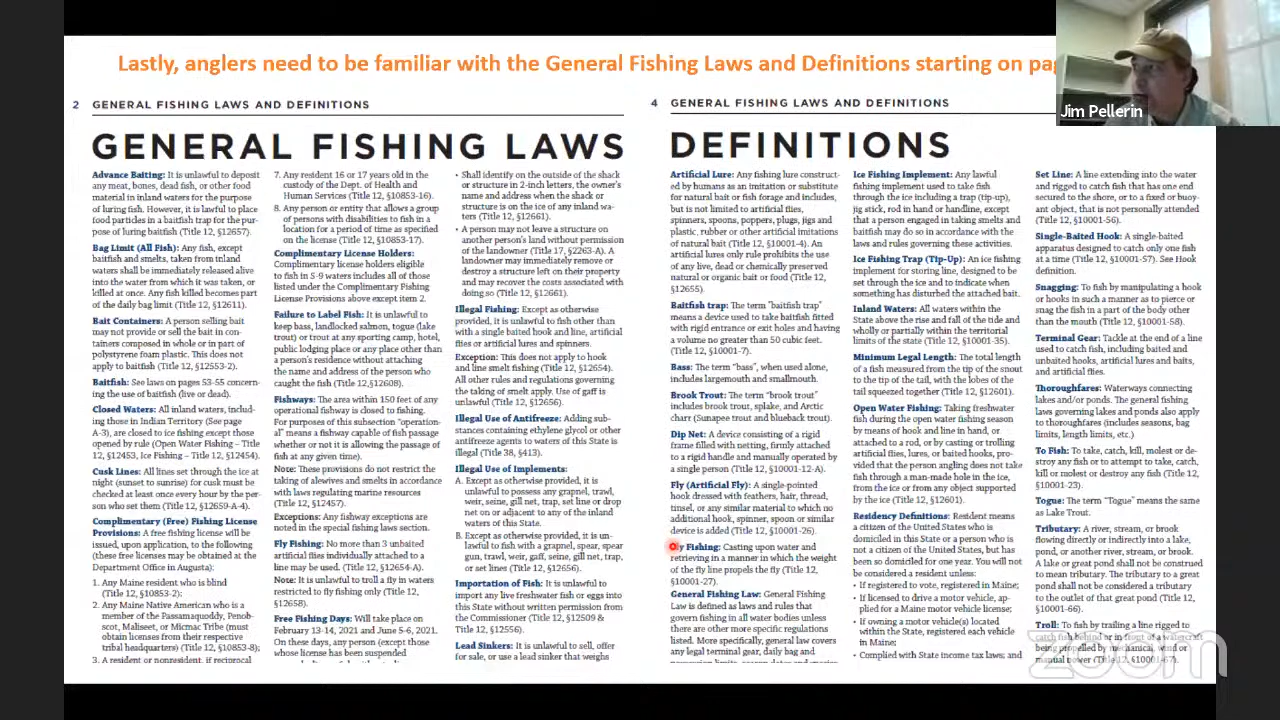 Lastly, anglers need to be familiar with the General Fishing Laws and Definitions starting on
Jim Pellerin
2 GENERAL FISHING LAWS AND DEFINITIONS
GENERAL FISHING LAWS
Advance Baiting: It is unlawful to deposit
any meat, bones, dead fish, or other food
material in inland waters for the purpose
of luring fish. However, it is lawful to place
food particles in a baitfish trap for the pur-
pose of luring baitfish (Title 12, §12657).
Bag Limit (All Fish): Any fish, except
baitfish and smelts, taken from inland
waters shall be immediately released alive
into the water from which it was taken, or
killed at once. Any fish killed becomes part
of the daily bag limit (Title 12, §12611).
Bait Containers: A person selling bait
may not provide or sell the bait in con-
tainers composed in whole or in part of
polystyrene foam plastic. This does not
apply to baitfish (Title 12, §12553-2).
Baitfish: See laws on pages 53-55 concern-
ing the use of baitfish (live or dead).
Closed Waters: All inland waters, includ-
ing those in Indian Territory (See page
A-3), are closed to ice fishing except those
opened (Open Water Fishing – Title
12, §12453, Ice Fishing – Title 12, §12454).
Cusk Lines: All lines set through the ice at
night (sunset to sunrise) for cusk must be
checked at least once every hour by the per-
son who set them (Title 12, §12659-A-4).
Complimentary (Free) Fishing License
Provisions: A free fishing license will be
issued, upon application, to the following
(these free licenses may be obtained at the
Department Office in Augusta):
1. Any Maine resident who is blind
(Title 12, §10853-2);
2. Any Maine Native American who is a
member of the Passamaquoddy, Penob-
scot, Maliseet, or Micmac Tribe (must
obtain licenses from their respective
tribal headquarters) (Title 12, §10853-8);
3. A resident or nonresident, if reciprocal
7. Any resident 16 or 17 years old in the
custody of the Dept. of Health and
Human Services (Title 12, §10853-16).
8. Any person or entity that allows a group
of persons with disabilities to fish in a
location for a period of time as specified
on the license (Title 12, §10853-17)
Complimentary License Holders:
Complimentary license holders eligible
to fish in S-9 waters includes all of those
listed under the Complimentary Fishing
License Provisions above except item 2.
Failure to Label Fish: It is unlawful to
keep bass, landlocked salmon, togue (lake
trout) or trout at any sporting camp, hotel,
public lodging place or any place other
than a person's residence without attaching
the name and address of the person who
caught the fish (Title 12,§12608).
Fishways: The area within 150 feet of any
operational fishway is closed to fishing.
For purposes of this subsection "operation-
al" means a fishway capable of fish passage
whether or not it is allowing the passage of
fish at any given time).
Note: These provisions do not restrict the
taking of alewives and smelts in accordance
with laws regulating marine resources
(Title 12, §12457).
Exceptions: Any fishway exceptions are
noted in the special fishing laws section.
Fly Fishing: No more than 3 unbaited
artificial flies individually attached to a
line may be used. (Title 12, §12654-A)
Note: It is unlawful to troll a fly in waters
restricted to fly fishing only (Title 12,
§12658).
Free Fishing Days: Will take place on
February 13-14, 2021 and June 5-6, 2021.
On these days, any person (except those
whose license has been suspended
• Shall identify on the outside of the shack
or structure in 2-inch letters, the owner's
name and address when the shack or
structure is on the ice of any inland wa-
ters (Title 12, §12661).
• A person may not leave a structure on
another person's land without permission
of the landowner (Title 17, §2263-A). A
landowner may immediately remove or
destroy a structure left on their property
and may recover the costs associated with
doing so (Title 12, §12661).
Illegal Fishing: Except as otherwise
provided, it is unlawful to fish other than
with a single baited hook and line, artificial
flies or artificial lures and spinners.
Exception: This does not apply to hook
and line smelt fishing (Title 12, §12654).
All other rules and regulations governing
the taking of smelt apply. Use of gaff is
unlawful (Title 12, §12656).
Illegal Use of Antifreeze: Adding sub-
stances containing ethylene glycol or other
antifreeze agents to waters of this State is
illegal (Title 38, §413).
Illegal Use of Implements:
A. Except as otherwise provided, it is un-
lawful to possess any grapnel, trawl,
weir, seine, gill net, trap, set line or drop
net on or adjacent to any of the inland
waters of this State.
B. Except as otherwise provided, it is un-
lawful to fish with a grapnel, spear, spear
gun, trawl, weir, gaff, seine, gill net, trap,
or set lines (Title 12, §12656).
Importation of Fish: It is unlawful to
import any live freshwater fish or eggs into
this State without written permission from
the Commissioner (Title 12, §12509 &
Title 12, §12556).
Lead Sinkers: It is unlawful to sell, offer
for sale, or use a lead sinker that weighs
4 GENERAL FISHING LAWS AND DEFINITIONS
DEFINITIONS
Artificial Lure: Any fishing lure construct-
ed by humans as an imitation or substitute
for natural bait or fish forage and includes,
but is not limited to artificial flies,
spinners, spoons, poppers, plugs, jigs and
plastic, rubber or other artificial imitations
of natural bait (Title 12, §10001-4). An
artificial lures only rule prohibits the use
of any live, dead or chemically preserved
natural or organic bait or food (Title 12,
§12655).
Baitfish trap: The term "baitfish trap"
means a device used to take baitfish fitted
with rigid entrance or exit holes and having
a volume no greater than 50 cubic feet.
(Title 12, §10001-7).
Bass: The term "bass", when used alone,
includes largemouth and smallmouth.
Brook Trout: The term "brook trout"
includes brook trout, splake, and Arctic
charr (Sunapee trout and blueback trout).
Dip Net: A device consisting of a rigid
frame fitted with netting, firmly attached
to a rigid handle and manually operated by
a single person (Title 12, §10001-12-A).
Fly (Artificial Fly): A single-pointed
hook dressed with feathers, hair, thread,
tinsel, or any similar material to which no
additional hook, spinner, spoon or similar
device is added (Title 12, §10001-26).
Fishing: Casting upon water and
retrieving in a manner in which the weight
of the fly line propels the fly (Title 12,
§10001-27).
General Fishing Law: General Fishing
Law is defined as laws and rules that
govern fishing in all water bodies unless
there are other more specific regulations
listed. More specifically, general law covers
any legal terminal gear, daily bag and
Ice Fishing Implement: Any lawful
fishing implement used to take fish
through the ice including a trap (tip-up),
jig stick, rod in hand or handline, except
that a person engaged in taking smelts and
baitfish may do so in accordance with the
laws and rules governing these activities.
Ice Fishing Trap (Tip-Up): An ice fishing
implement for storing line, designed to be
set through the ice and to indicate when
something has disturbed the attached bait.
Inland Waters: All waters within the
State above the rise and fall of the tide and
wholly or partially within the territorial
limits of the state (Title 12, §10001-35).
Minimum Legal Length: The total length
of a fish measured from the tip of the snout
to the tip of the tail, with the lobes of the
tail squeezed together (Title 12, §12601).
Open Water Fishing: Taking freshwater
fish during the open water fishing season
by means of hook and line in hand, or
attached to a rod, or by casting or trolling
artificial flies, lures, or baited hooks, pro-
vided that the person angling does not take
fish through a man-made hole in the ice,
from the ice or from any object supported
by the ice (Title 12, §12601).
Residency Definitions: Resident means
a citizen of the United States who is
domiciled in this State or a person who is
not a citizen of the United States, but has
been so domiciled for one year. You will not
be considered a resident unless:
• If registered to vote, registered in Maine;
• If licensed to drive a motor vehicle, ap-
plied for a Maine motor vehicle license;
• if owning a motor vehicle(s) located
within the State, registered each vehicle
in Maine;
• Complied with State income tax laws; and
Set Line: A line extending into the water
and rigged to catch fish that has one end
secured to the shore, or to a fixed or buoy-
ant object, that is not personally attended
(Title 12, §10001-56).
Single-Baited Hook: A single-baited
apparatus designed to catch only one fish
at a time (Title 12, §10001-57). See Hook
definition.
Snagging: To fish by manipulating a hook
or hooks in such a manner as to pierce or
snag the fish in a part of the body other
than the mouth (Title 12, §10001-58).
Terminal Gear: Tackle at the end of a line
used to catch fish, including baited and
unbaited hooks, artificial lures and baits,
and artificial flies.
Thoroughfares: Waterways connecting
lakes and/or ponds. The general fishing
laws governing lakes and ponds also apply
to thoroughfares (includes seasons, bag
limits, length limits, etc.)
To Fish: To take, catch, kill, molest or de-
stroy any fish or to attempt to take, catch,
kill or molest or destroy any fish (Title 12,
§10001-23).
Togue: The term "Togue" means the same
as Lake Trout.
Tributary: A river, stream, or brook
flowing directly or indirectly into a lake,
pond, or another river, stream, or brook.
A lake or great pond shall not be construed
to mean tributary. The tributary to a great
pond shall not be considered a tributary
to the outlet of that great pond (Title 12,
§10001-66).
Troll: To fish by trailing a line rigged to
catch fish behind or in front of a watercraft
being propelled by mechanical, wind or
manual power (Title 12, §10001-67).
zoom